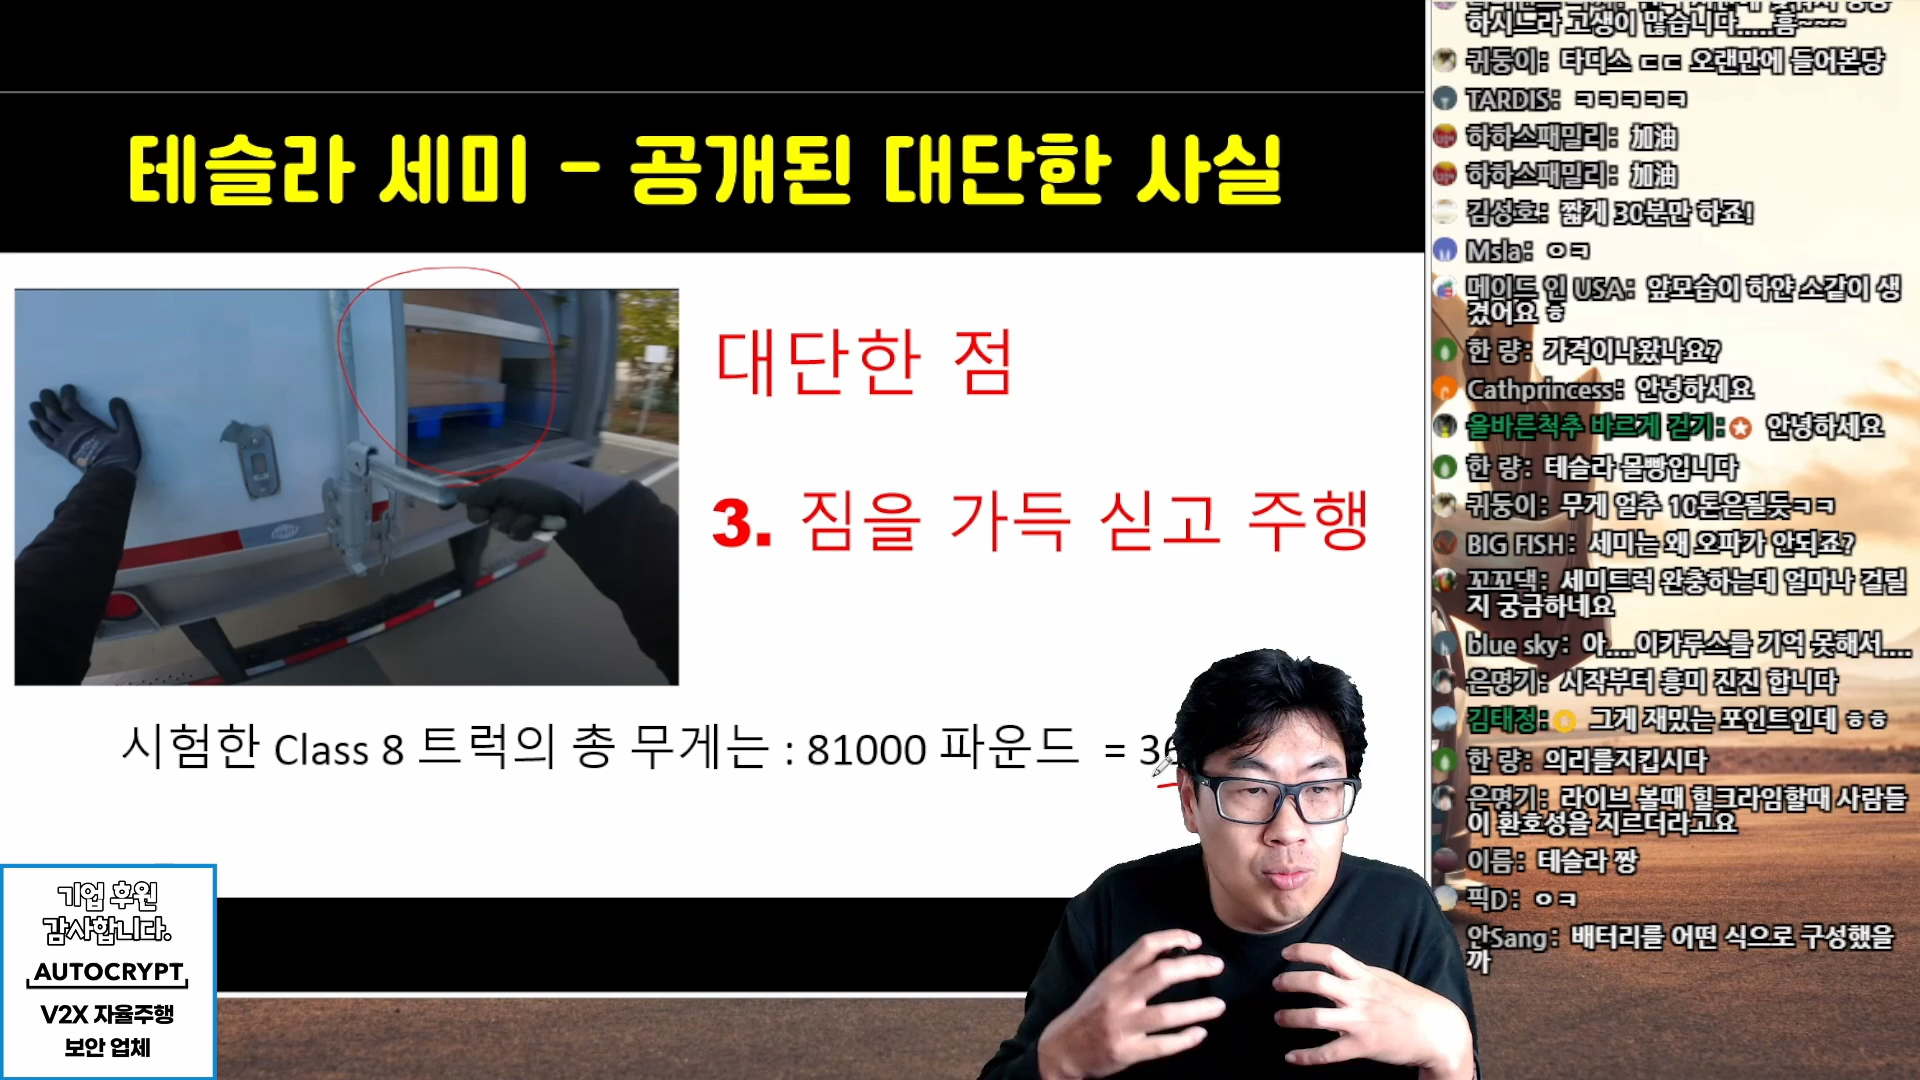 테슬라 세미 - 공개된 대단한 사실
대단한 점
3. 짐을 가득 싣고 주행
시험한 Class 8 트럭의 총 무게는 : 81000 파운드 = 36
기업 후원
감사합니다.
AUTOCRYPT
V2X 자율주행
보안 업체
하시느라 고생이 많습니다.....흠~~~
귀둥이: 타디스 ㄷㄷ 오랜만에 들어본당
TARDIS: ㅋㅋㅋㅋㅋ
하하스패밀리: 加油
하하스패밀리: 加油
김성호: 짧게 30분만 하죠!
Msla: ㅇㅋ
메이드 인 USA: 앞모습이 하얀 소같이 생
겼어요 ㅎ
한 량: 가격이나왔나요?
Cathprincess: 안녕하세요
올바른척추 바르게 걷기: 안녕하세요
한 량: 테슬라 몰빵입니다
귀둥이: 무게 얼추 10톤은될듯ㅋㅋ
BIG FISH: 세미는 왜 오파가 안되죠?
꼬꼬댁: 세미트럭 완충하는데 얼마나 걸릴
지 궁금하네요
blue sky: 아....이카루스를 기억 못해서....
은명기: 시작부터 흥미 진진 합니다
김태정: 그게 재밌는 포인트인데 ㅎㅎ
한 량: 의리를지킵시다
은명기: 라이브 볼때 힐크라임할때 사람들
이 환호성을 지르더라고요
이름: 테슬라 짱
픽D: ㅇㅋ
안Sang: 배터리를 어떤 식으로 구성했을
까